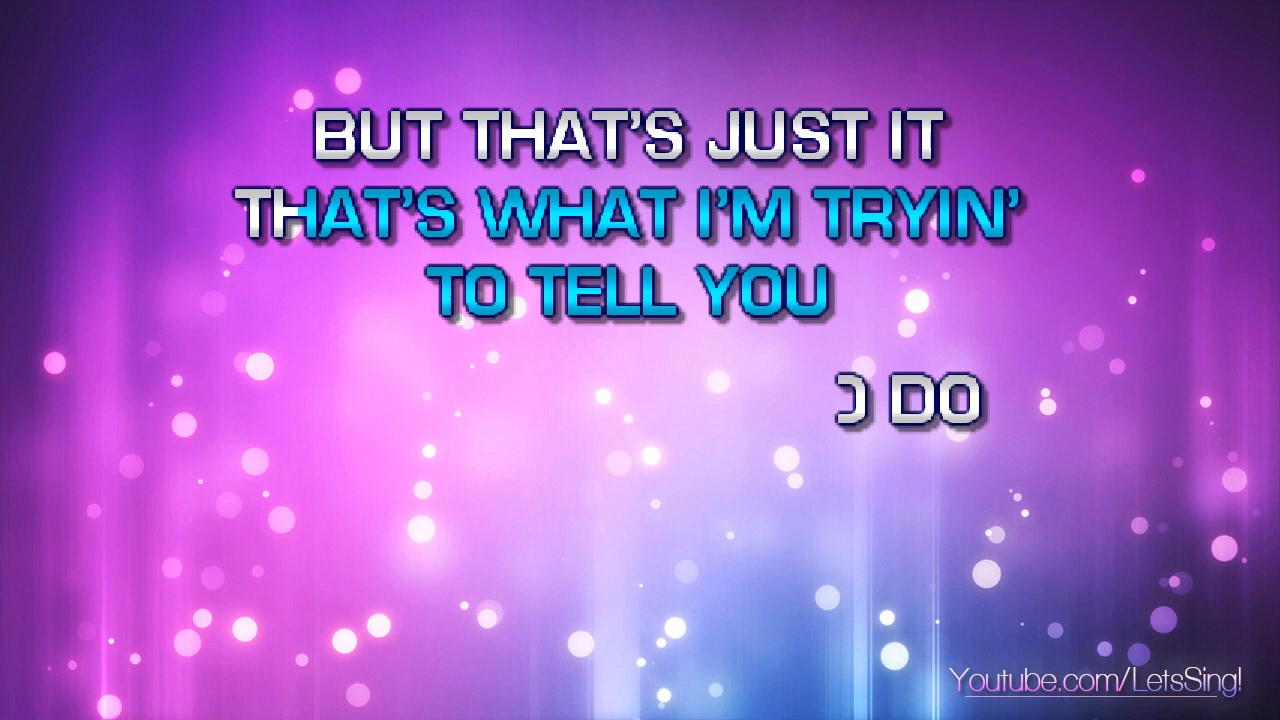 BUT THAT'S JUST IT
THAT'S WHAT I'M TRYIN'
TO TELL YOU
DO
Youtube.com/LetsSing!